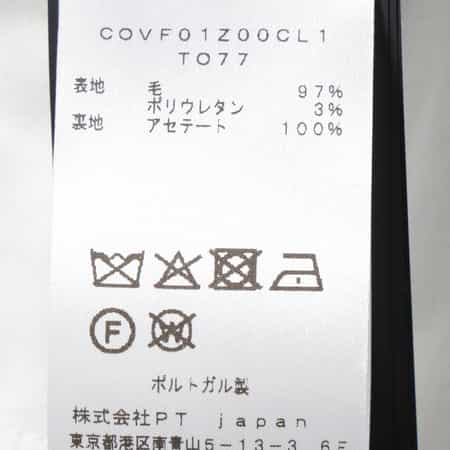 COVF01Z00CL1
TO77
表地 毛 97%
ポリウレタン 3%
裏地 アセテート 100%
F W
ポルトガル製
株式会社PT japan
東京都港区南青山5-13-3 6F